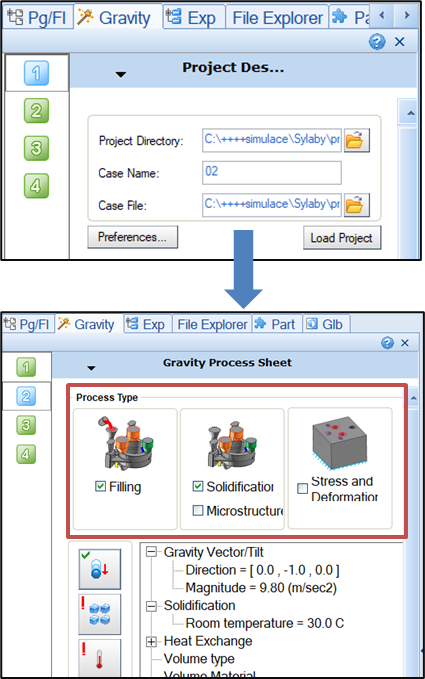 Pg/Fl Gravity Exp File Explorer Pa
Project Des...
1
2
3
4
Project Directory: C:\++++simulace\Sylaby\pr
Case Name: 02
Case File: C:\++++simulace\Sylaby\pr
Preferences... Load Project
Pg/Fl Gravity Exp File Explorer Part Glb
Gravity Process Sheet
1
2
3
4
Process Type
Filling
Solidification
Microstructure
Stress and
Deformation
Gravity Vector/Tilt
Direction = [ 0.0 , -1.0 , 0.0 ]
Magnitude = 9.80 (m/sec2)
Solidification
Room temperature = 30.0 C
Heat Exchange
Volume type
Volume Material